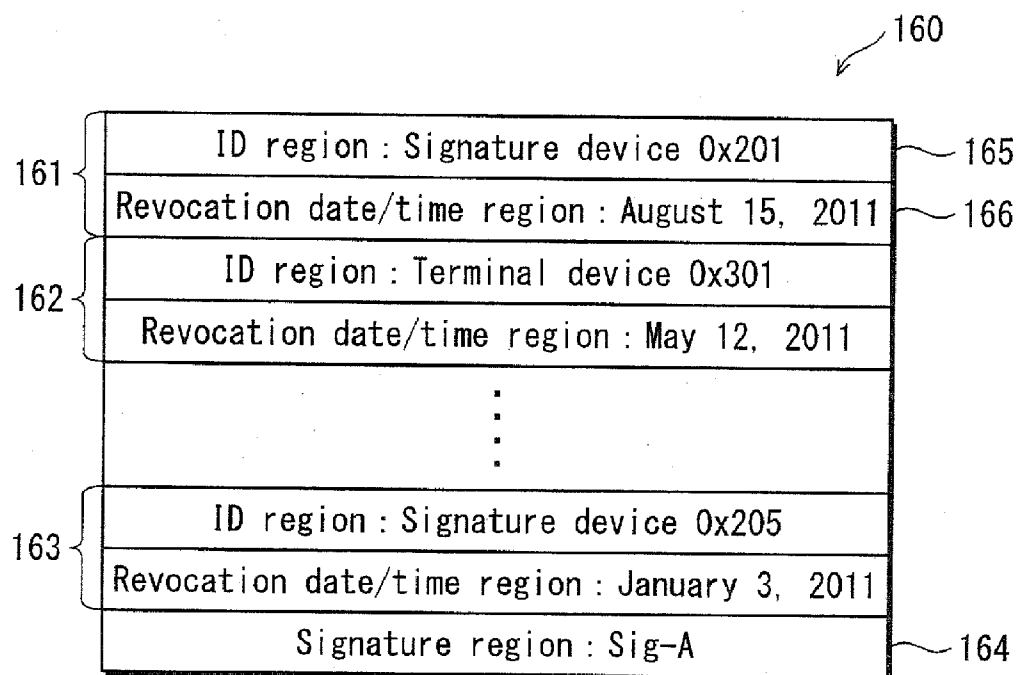 160
ID region : Signature device 0x201
165
161
Revocation date/time region : August 15, 2011
166
ID region : Terminal device 0x301
162
Revocation date/time region : May 12, 2011
ID region : Signature device 0x205
163
Revocation date/time region : January 3, 2011
Signature region : Sig-A
164